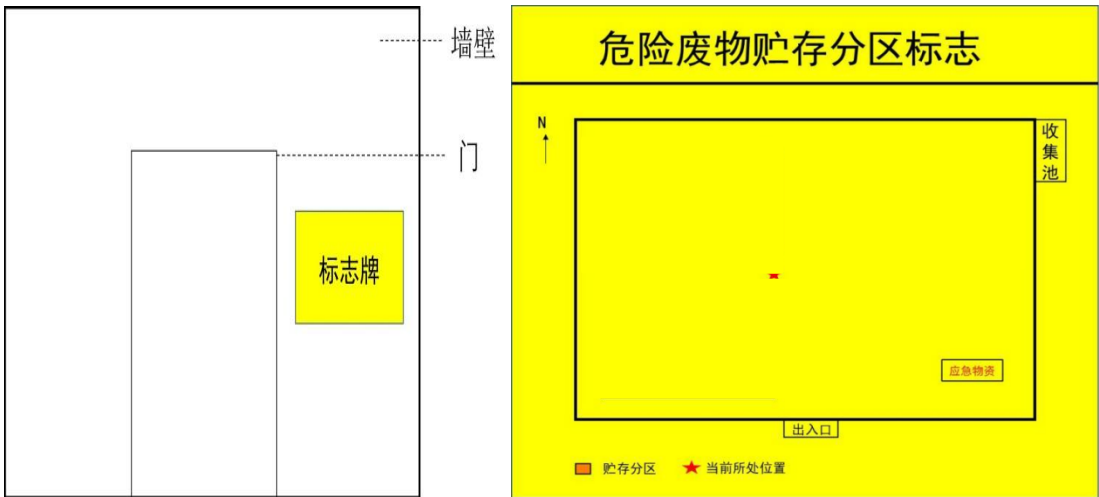 墙壁
门
标志牌
危险废物贮存分区标志
N
收集池
应急物资
出入口
贮存分区
当前所处位置